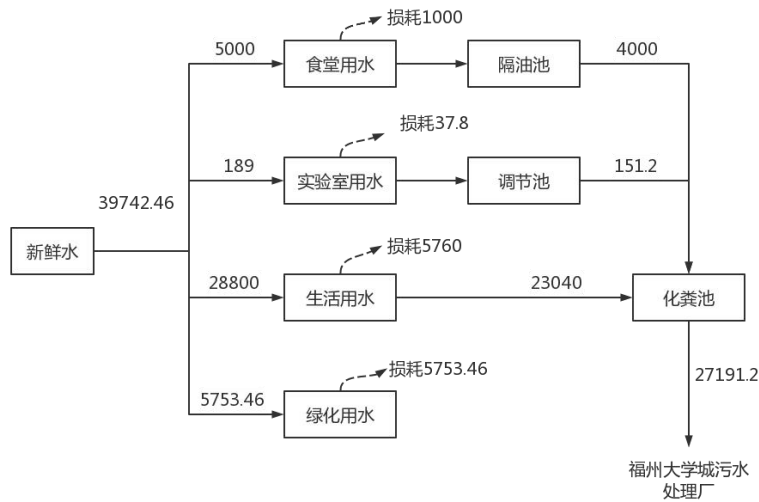 损耗1000
5000
食堂用水
隔油池
4000
损耗37.8
189
实验室用水
调节池
151.2
39742.46
新鲜水
损耗5760
28800
生活用水
23040
化粪池
损耗5753.46
27191.2
5753.46
绿化用水
福州大学城污水
处理厂